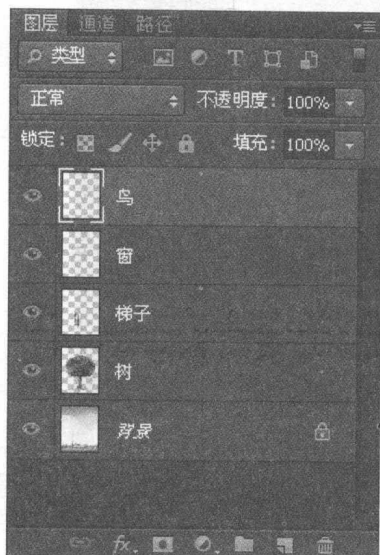 图层 通道 路径
类型
正常 不透明度: 100%
锁定: 填充: 100%
鸟
窗
梯子
树
背景
fx